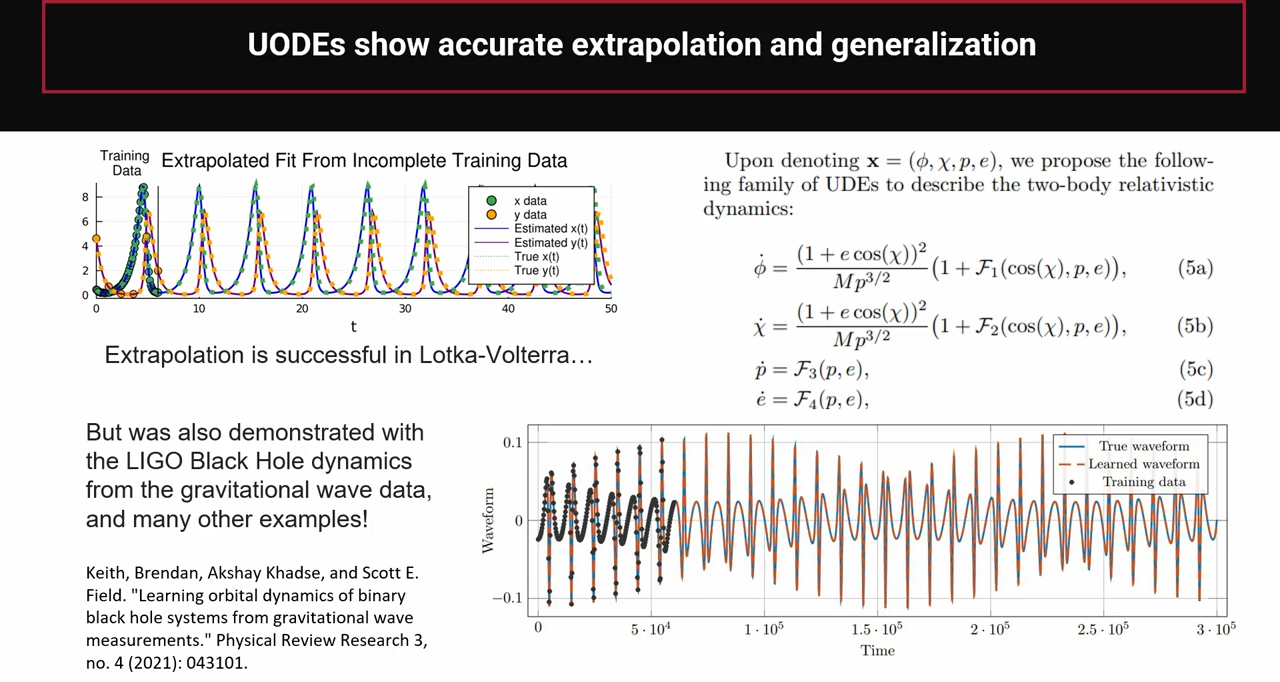 UODEs show accurate extrapolation and generalization
Training
Data
Extrapolated Fit From Incomplete Training Data
8
6
4
2
0
x data
y data
Estimated x(t)
Estimated y(t)
True x(t)
True y(t)
0 10 20 30 40 50
t
Extrapolation is successful in Lotka-Volterra…
Upon denoting x = (ϕ, χ, p, e), we propose the follow-
ing family of UDEs to describe the two-body relativistic
dynamics:
ϕ̇ = (1 + e cos(χ))² / Mp^{3/2} (1 + ℱ₁(cos(χ), p, e)), (5a)
χ̇ = (1 + e cos(χ))² / Mp^{3/2} (1 + ℱ₂(cos(χ), p, e)), (5b)
ṗ = ℱ₃(p, e), (5c)
ė = ℱ₄(p, e), (5d)
But was also demonstrated with
the LIGO Black Hole dynamics
from the gravitational wave data,
and many other examples!
Keith, Brendan, Akshay Khadse, and Scott E.
Field. "Learning orbital dynamics of binary
black hole systems from gravitational wave
measurements." Physical Review Research 3,
no. 4 (2021): 043101.
Waveform
0.1
0
−0.1
True waveform
Learned waveform
Training data
0 5·10⁴ 1·10⁵ 1.5·10⁵ 2·10⁵ 2.5·10⁵ 3·10⁵
Time